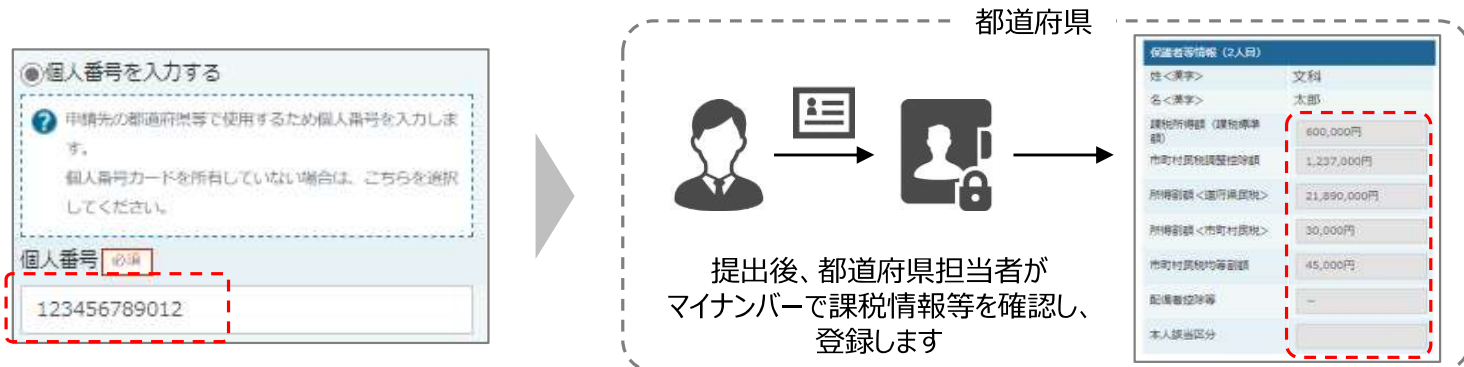 個人番号を入力する
?
申請先の都道府県等で使用するため個人番号を入力しま
す。
個人番号カードを所有していない場合は、こちらを選択
してください。
個人番号 必須
123456789012
都道府県
提出後、都道府県担当者が
マイナンバーで課税情報等を確認し、
登録します
保護者等情報（2人目）
姓<漢字> 文科
名<漢字> 太郎
課税所得額（課税標準
額） 600,000円
市町村民税調整控除額 1,237,000円
所得割額<道府県民税> 21,890,000円
所得割額<市町村民税> 30,000円
市町村民税均等割額 45,000円
配偶者控除等 －
本人該当区分